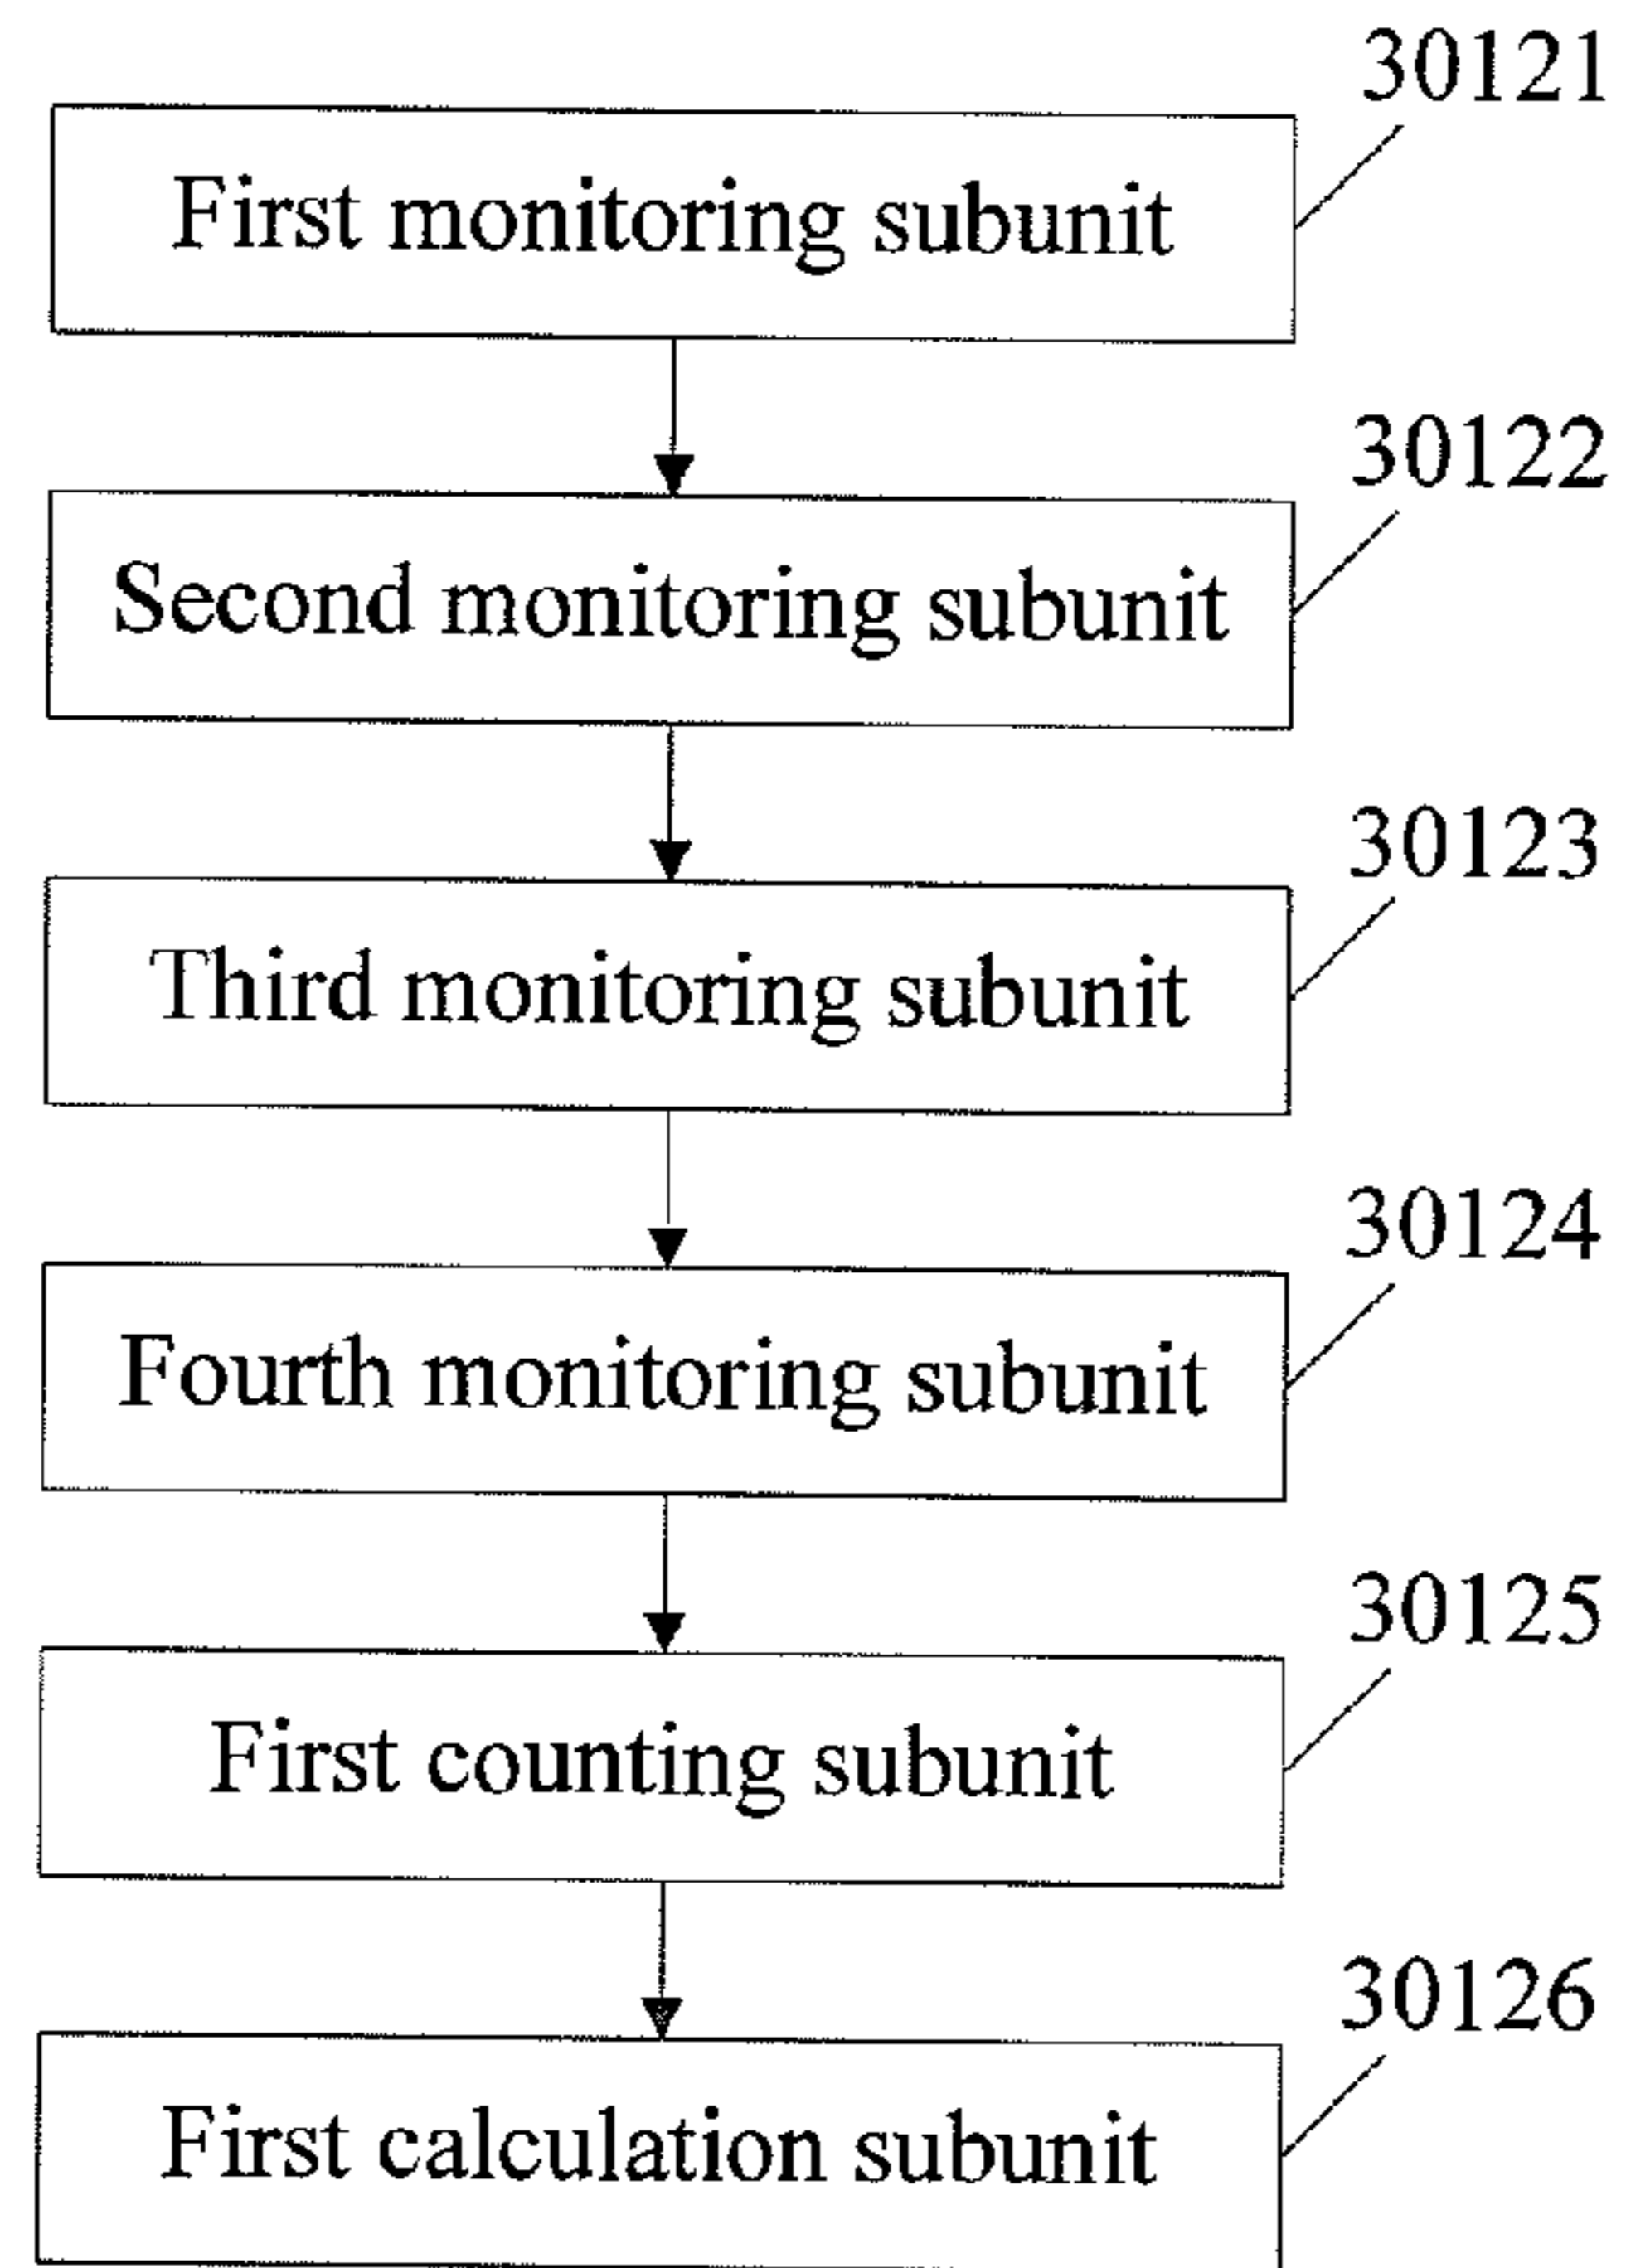 30121
First monitoring subunit
30122
Second monitoring subunit
30123
Third monitoring subunit
30124
Fourth monitoring subunit
30125
First counting subunit
30126
First calculation subunit